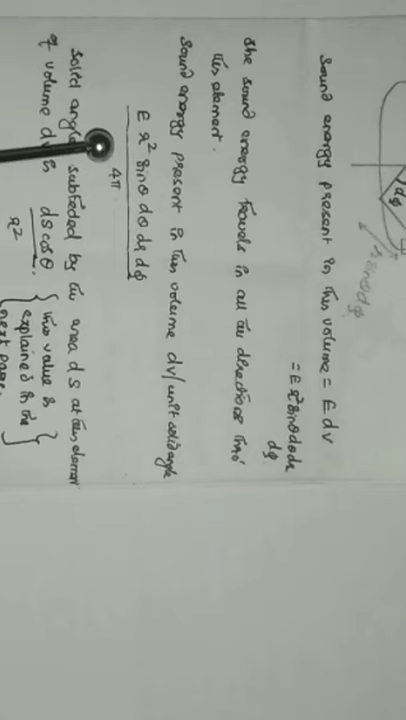 dφ
r sinθ dφ
Sound energy present in this volume = E dv
= E r² sinθ dθ dr
dφ
The sound energy travels in all the directions thro'
this element.
Sound energy present in this volume dv/unit solid angle
E r² sinθ dθ dr dφ
4π
Solid angle subtended by the area ds at this element
of volume dv is ds cosθ
r²
{ this value is
explained in the
next page. }